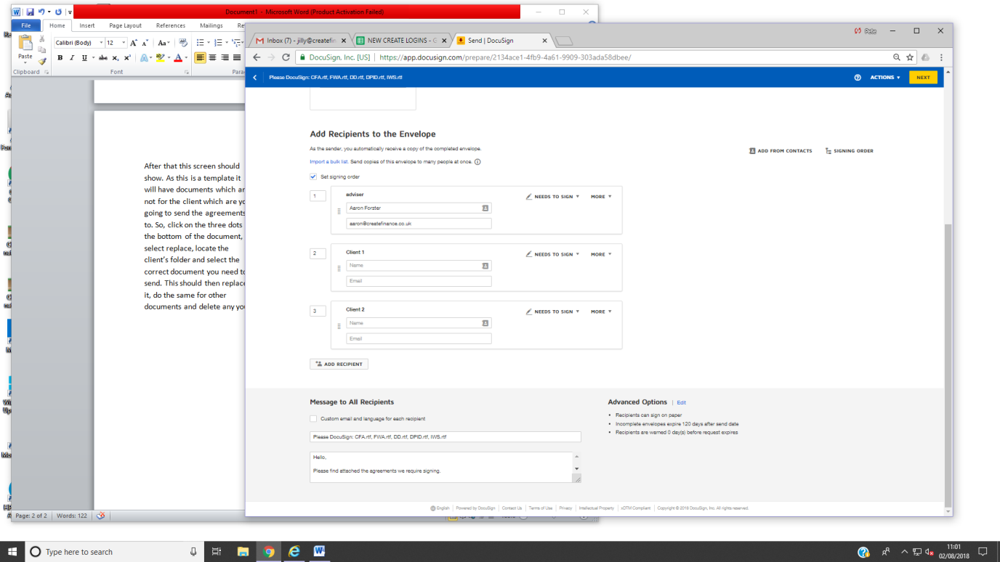 Document1 - Microsoft Word (Product Activation Failed)
File Home Insert Page Layout References Mailings Re
Calibri (Body) 12
Paste
Clipboard Font Para
After that this screen should
show. As this is a template it
will have documents which ar
not for the client which are yo
going to send the agreements
to. So, click on the three dots
the bottom of the document,
select replace, locate the
client's folder and select the
correct document you need to
send. This should then replace
it, do the same for other
documents and delete any you
Page: 2 of 2 Words: 122
Inbox (7) - jilly@createfin NEW CREATE LOGINS - G Send | DocuSign
Pete
DocuSign, Inc. [US] https://app.docusign.com/prepare/2134ace1-4fb9-4a61-9909-303ada58dbee/
Please DocuSign: CFA.rtf, FWA.rtf, DD.rtf, DPID.rtf, IWS.rtf
ACTIONS NEXT
Add Recipients to the Envelope
As the sender, you automatically receive a copy of the completed envelope.
ADD FROM CONTACTS SIGNING ORDER
Import a bulk list. Send copies of this envelope to many people at once.
Set signing order
1 adviser NEEDS TO SIGN MORE
Aaron Forster
aaron@createfinance.co.uk
2 Client 1 NEEDS TO SIGN MORE
Name
Email
3 Client 2 NEEDS TO SIGN MORE
Name
Email
ADD RECIPIENT
Message to All Recipients
Custom email and language for each recipient
Please DocuSign: CFA.rtf, FWA.rtf, DD.rtf, DPID.rtf, IWS.rtf
Hello,
Please find attached the agreements we require signing.
Advanced Options | Edit
Recipients can sign on paper
Incomplete envelopes expire 120 days after send date
Recipients are warned 0 day(s) before request expires
English Powered by DocuSign Contact Us Terms of Use Privacy Intellectual Property xDTM Compliant Copyright © 2018 DocuSign, Inc. All rights reserved.
Type here to search
11:01
02/08/2018